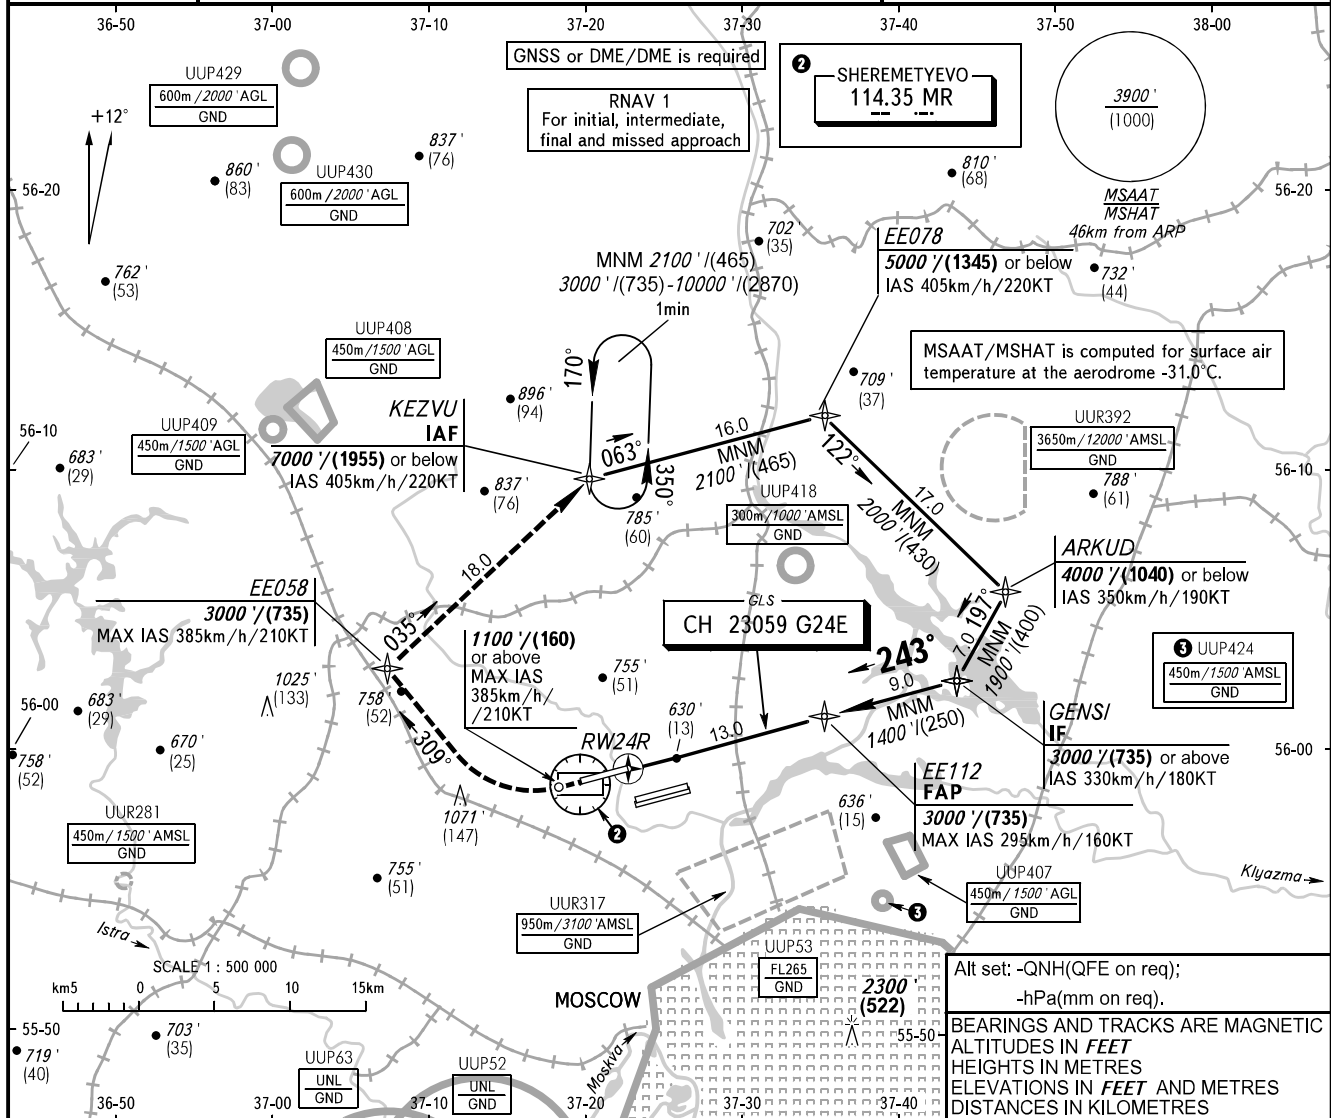 36-50
37-00
37-10
37-20
37-30
37-40
37-50
38-00
GNSS or DME/DME is required
RNAV 1
For initial, intermediate,
final and missed approach
2
SHEREMETYEVO
114.35 MR
3900'
(1000)
MSAAT
MSHAT
46km from ARP
UUP429
600m/2000'AGL
GND
+12°
837'
(76)
860'
(83)
UUP430
600m/2000'AGL
GND
810'
(68)
56-20
56-20
702'
(35)
762'
(53)
MNM 2100'/(465)
3000'/(735)-10000'/(2870)
1min
EE078
5000'/(1345) or below
IAS 405km/h/220KT
732'
(44)
UUP408
450m/1500'AGL
GND
MSAAT/MSHAT is computed for surface air
temperature at the aerodrome -31.0°C.
170°
896'
(94)
709'
(37)
KEZVU
IAF
7000'/(1955) or below
IAS 405km/h/220KT
UUP409
450m/1500'AGL
GND
56-10
683'
(29)
16.0
063°
MNM
2100'/(465)
350°
122°
UUR392
3650m/12000'AMSL
GND
56-10
788'
(61)
837'
(76)
785'
(60)
UUP418
300m/1000'AMSL
GND
17.0
MNM
2000'/(430)
ARKUD
4000'/(1040) or below
IAS 350km/h/190KT
18.0
EE058
3000'/(735)
MAX IAS 385km/h/210KT
035°
GLS
CH 23059 G24E
197°
7.0
MNM
1900'/(400)
1100'/(160)
or above
MAX IAS
385km/h/
/210KT
243°
9.0
MNM
1400'/(250)
3 UUP424
450m/1500'AMSL
GND
755'
(51)
1025'
(133)
758'
(52)
683'
(29)
56-00
630'
(13)
13.0
GENSI
IF
3000'/(735) or above
IAS 330km/h/180KT
56-00
309°
RW24R
670'
(25)
758'
(52)
EE112
FAP
3000'/(735)
MAX IAS 295km/h/160KT
636'
(15)
1071'
(147)
2
UUR281
450m/1500'AMSL
GND
755'
(51)
UUP407
450m/1500'AGL
GND
Klyazma
3
UUR317
950m/3100'AMSL
GND
Istra
UUP53
FL265
GND
SCALE 1 : 500 000
km5
0
5
10
15km
MOSCOW
2300'
(522)
Alt set: -QNH(QFE on req);
-hPa(mm on req).
55-50
55-50
703'
(35)
719'
(40)
BEARINGS AND TRACKS ARE MAGNETIC
ALTITUDES IN FEET
HEIGHTS IN METRES
ELEVATIONS IN FEET AND METRES
DISTANCES IN KILOMETRES
UUP63
UNL
GND
UUP52
UNL
GND
Moskva
36-50
37-00
37-10
37-20
37-30
37-40